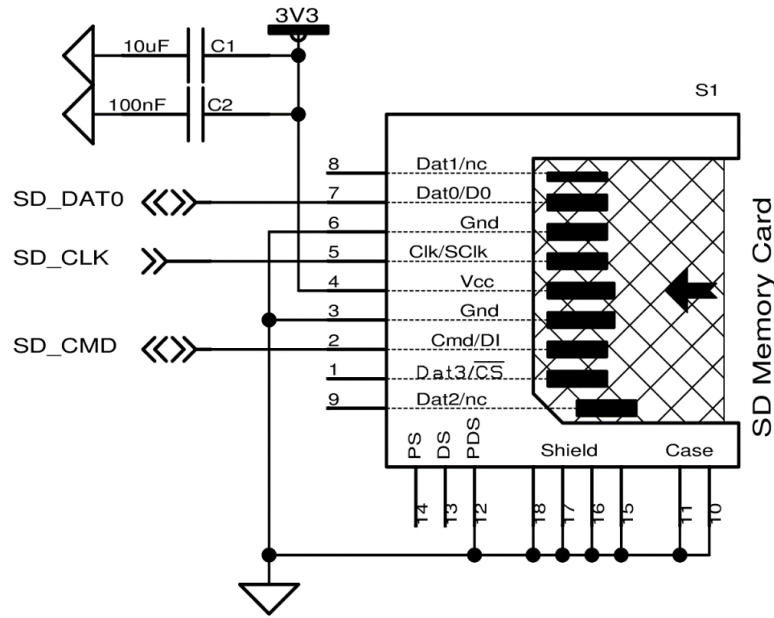 3V3
10uF C1
100nF C2
S1
8 Dat1/nc
SD_DAT0 7 Dat0/D0
6 Gnd
SD_CLK 5 Clk/SClk
4 Vcc
3 Gnd
SD_CMD 2 Cmd/DI
1 Dat3/CS
9 Dat2/nc
SD Memory Card
PS DS PDS Shield Case
14 13 12 18 17 16 15 11 10